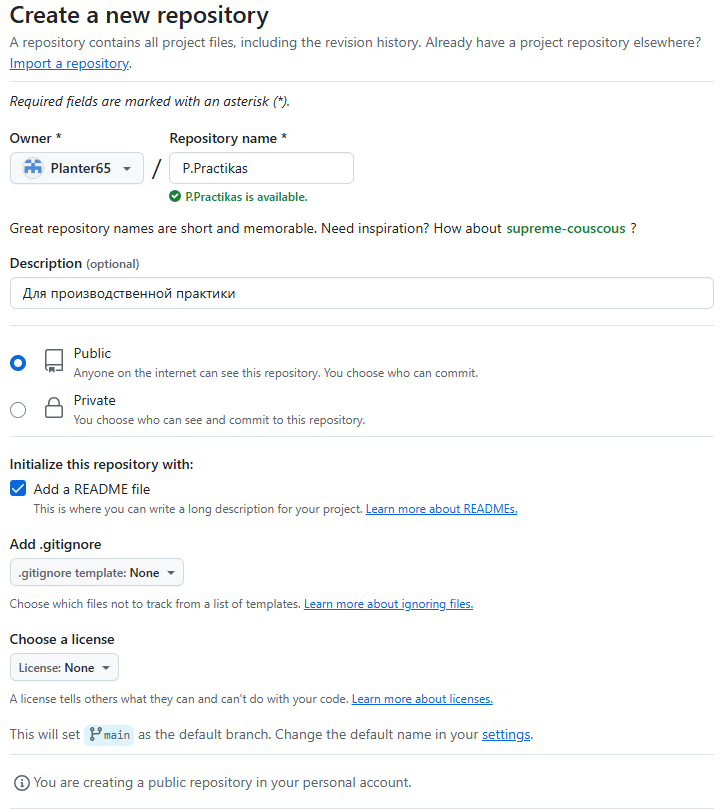 Create a new repository
A repository contains all project files, including the revision history. Already have a project repository elsewhere?
Import a repository.
Required fields are marked with an asterisk (*).
Owner *
Repository name *
Planter65
/
P.Practikas
P.Practikas is available.
Great repository names are short and memorable. Need inspiration? How about supreme-couscous ?
Description (optional)
Для производственной практики
Public
Anyone on the internet can see this repository. You choose who can commit.
Private
You choose who can see and commit to this repository.
Initialize this repository with:
Add a README file
This is where you can write a long description for your project. Learn more about READMEs.
Add .gitignore
.gitignore template: None
Choose which files not to track from a list of templates. Learn more about ignoring files.
Choose a license
License: None
A license tells others what they can and can't do with your code. Learn more about licenses.
This will set main as the default branch. Change the default name in your settings.
You are creating a public repository in your personal account.